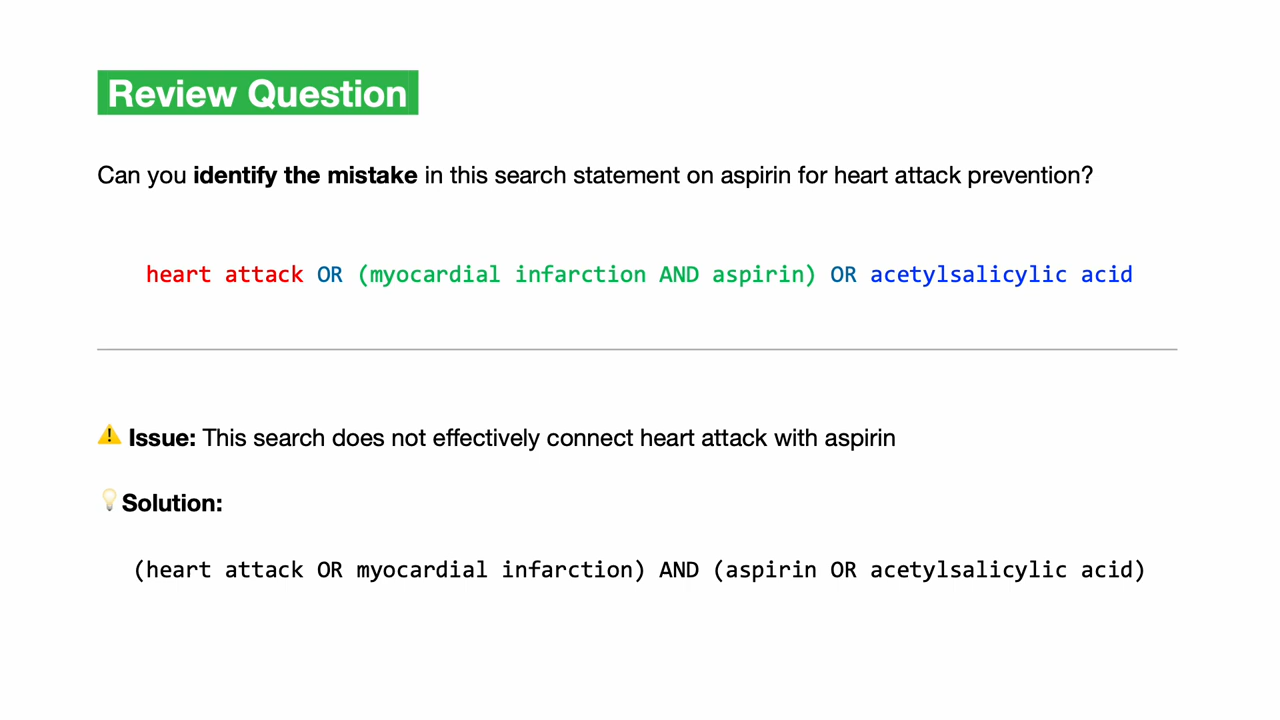 Review Question
Can you identify the mistake in this search statement on aspirin for heart attack prevention?
heart attack OR (myocardial infarction AND aspirin) OR acetylsalicylic acid
⚠️ Issue: This search does not effectively connect heart attack with aspirin
💡Solution:
(heart attack OR myocardial infarction) AND (aspirin OR acetylsalicylic acid)